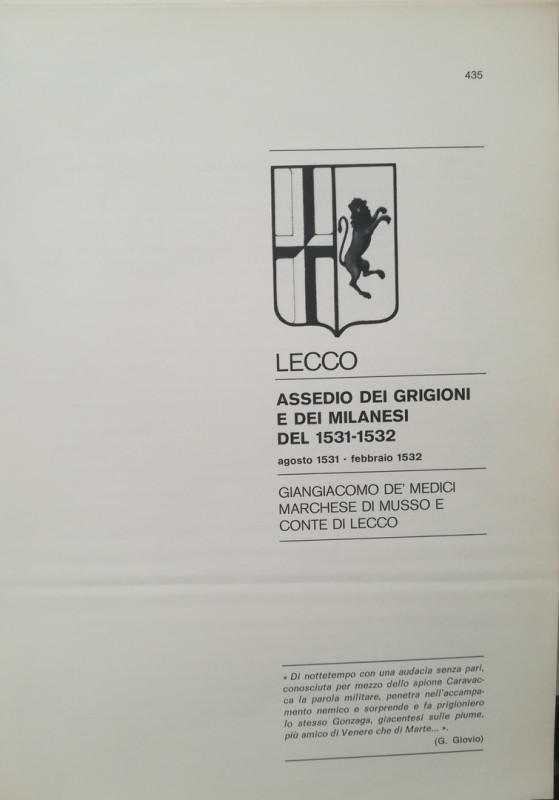 435
LECCO
ASSEDIO DEI GRIGIONI
E DEI MILANESI
DEL 1531-1532
agosto 1531 - febbraio 1532
GIANGIACOMO DE' MEDICI
MARCHESE DI MUSSO E
CONTE DI LECCO
« Di nottetempo con una audacia senza pari,
conosciuta per mezzo dello spione Caravac-
ca la parola militare, penetra nell'accampa-
mento nemico e sorprende e fa prigioniero
lo stesso Gonzaga, giacentesi sulle piume,
più amico di Venere che di Marte... ».
(G. Giovio)